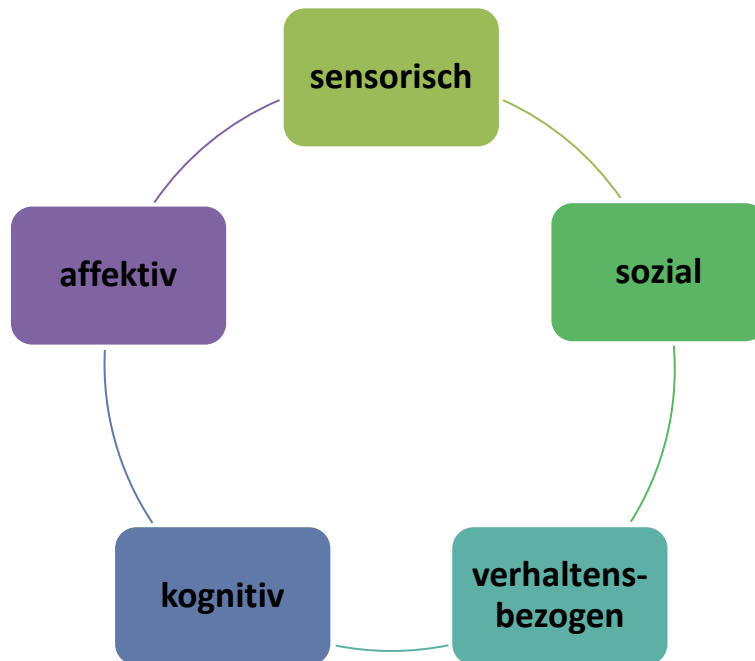 sensorisch
affektiv
sozial
kognitiv
verhaltens-
bezogen